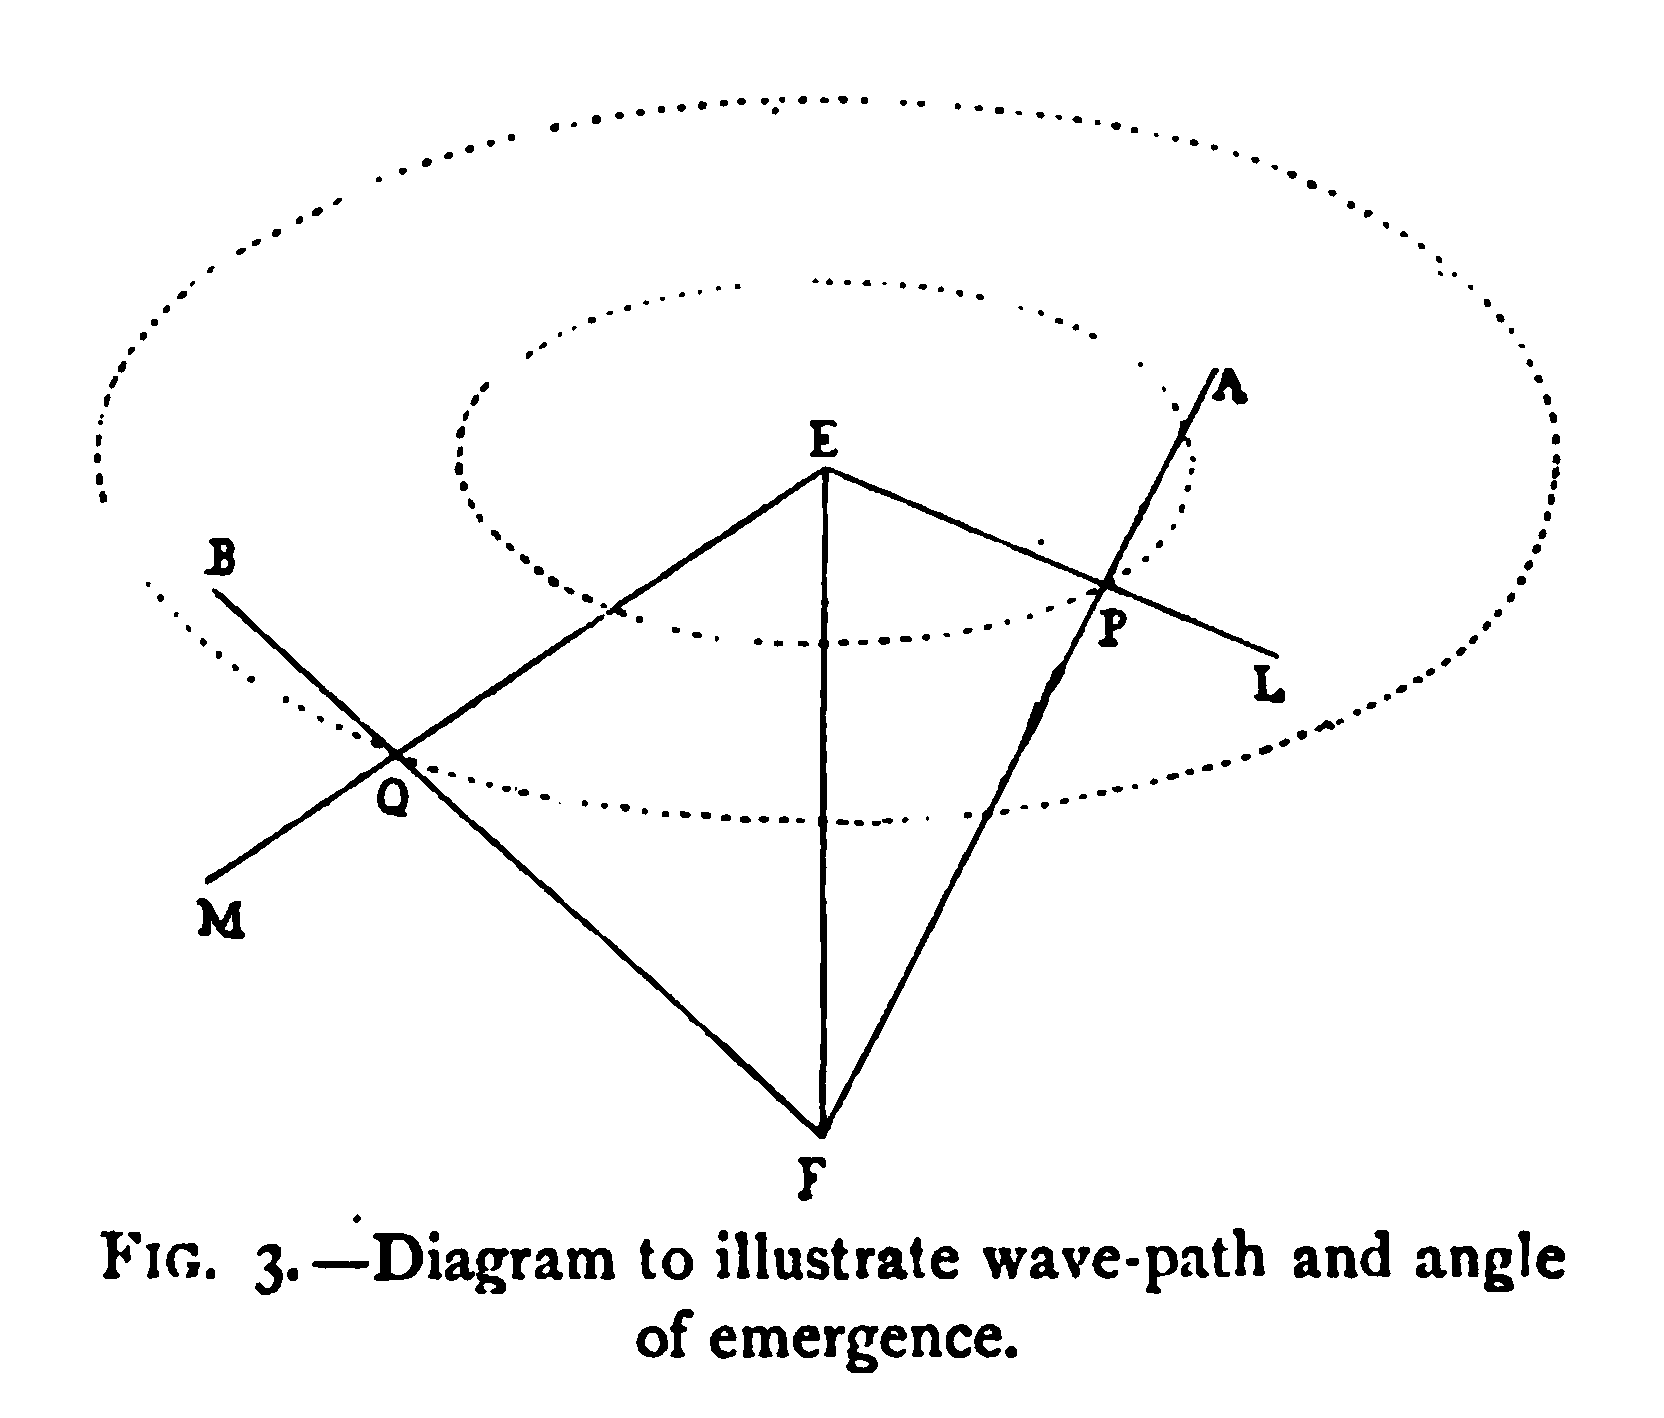 A
E
B
P
L
Q
M
F
FIG. 3.—Diagram to illustrate wave-path and angle
of emergence.